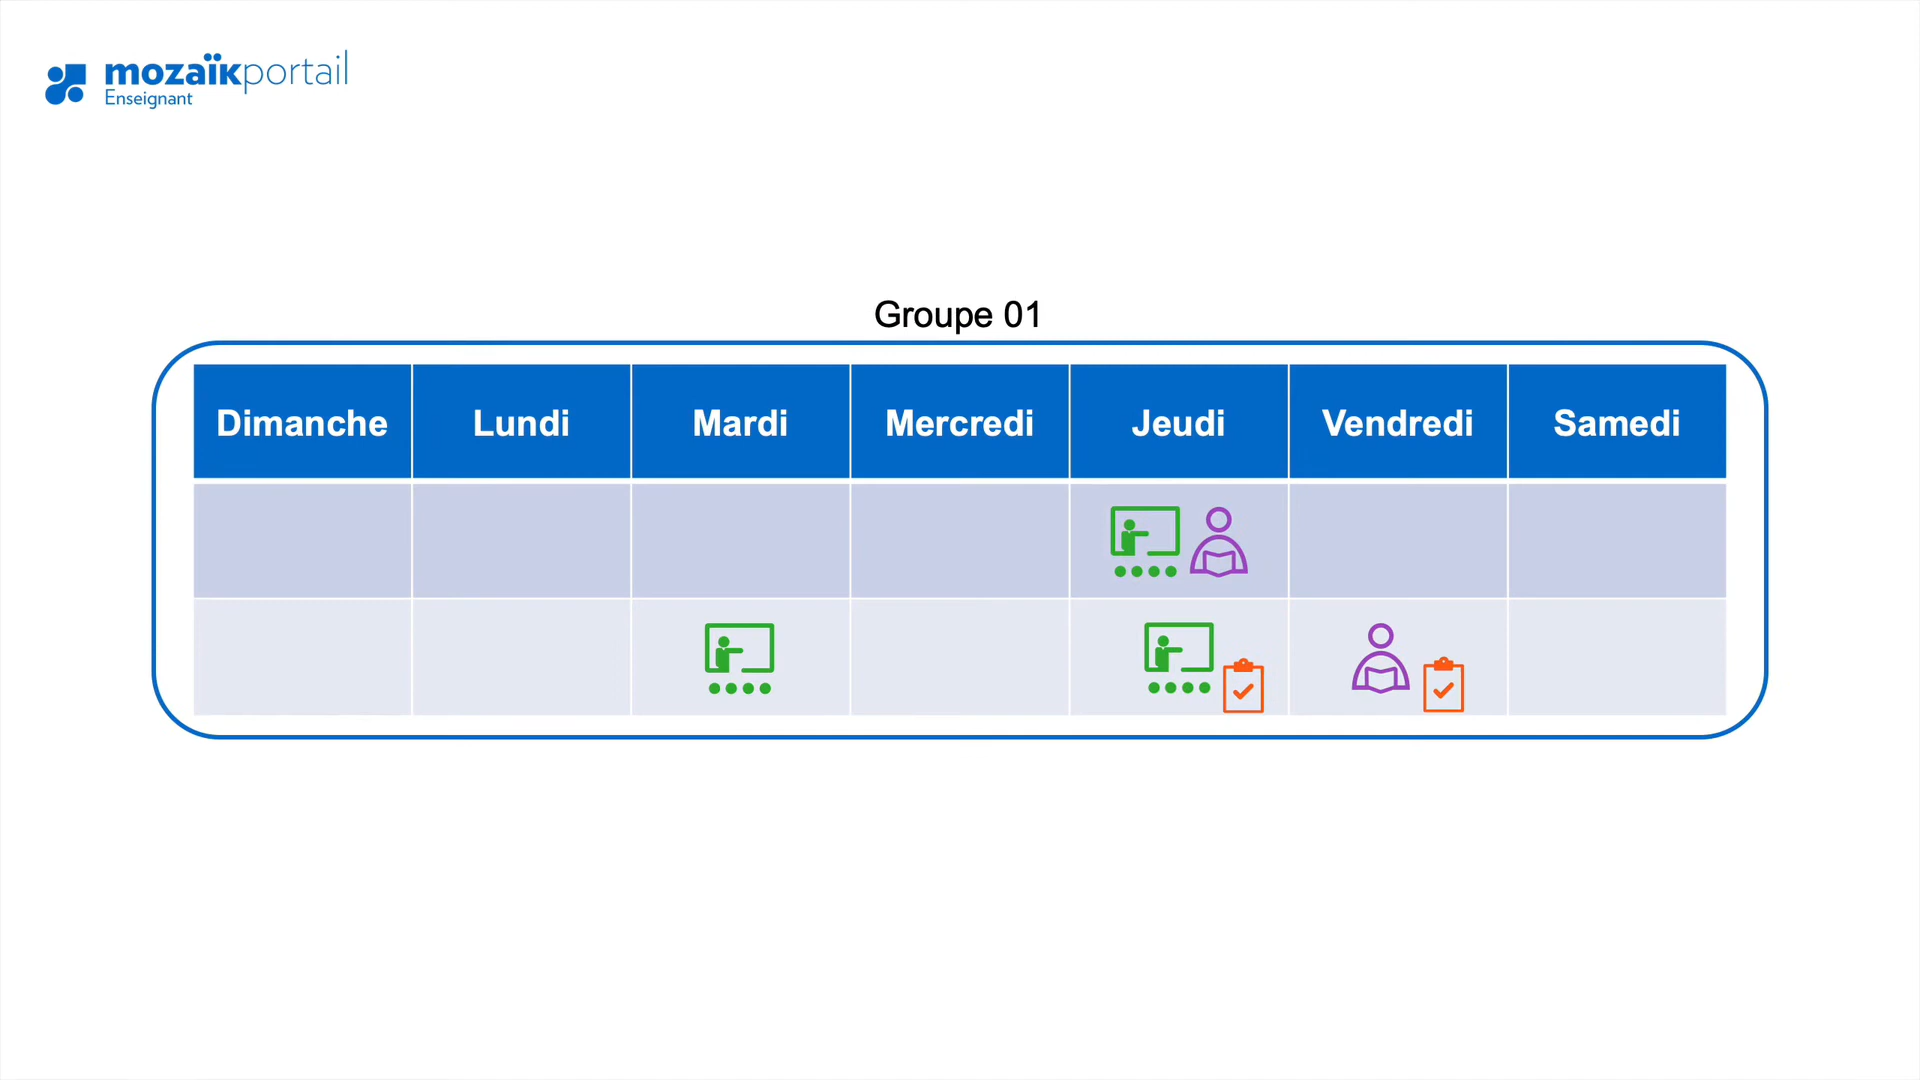 mozaïkportail
Enseignant
Groupe 01
Dimanche Lundi Mardi Mercredi Jeudi Vendredi Samedi